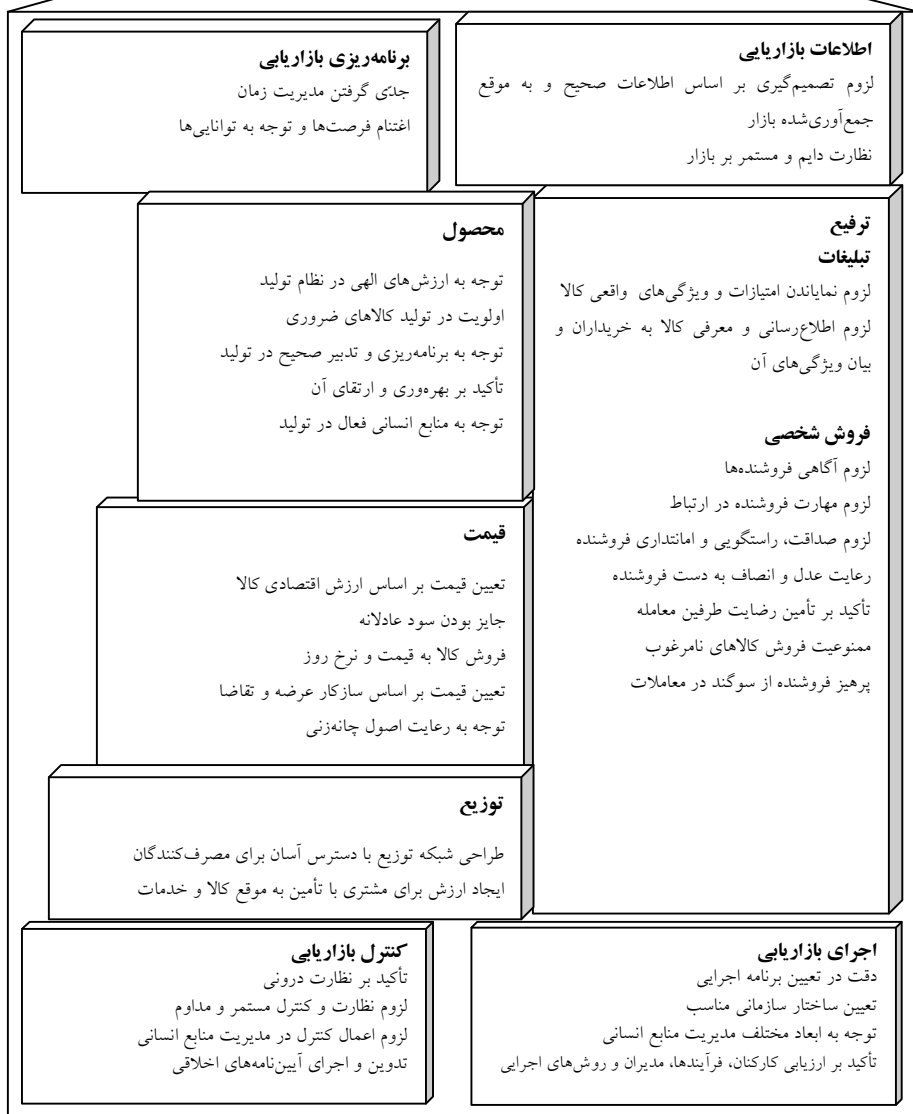 اطلاعات بازاریابی
لزوم تصمیم‌گیری بر اساس اطلاعات صحیح و به موقع
جمع‌آوری‌شده بازار
نظارت دایم و مستمر بر بازار
برنامه‌ریزی بازاریابی
جدّی گرفتن مدیریت زمان
اغتنام فرصت‌ها و توجه به توانایی‌ها
ترفیع
تبلیغات
لزوم نمایاندن امتیازات و ویژگی‌های واقعی کالا
لزوم اطلاع‌رسانی و معرفی کالا به خریداران و
بیان ویژگی‌های آن
فروش شخصی
لزوم آگاهی فروشنده‌ها
لزوم مهارت فروشنده در ارتباط
لزوم صداقت، راستگویی و امانتداری فروشنده
رعایت عدل و انصاف به دست فروشنده
تأکید بر تأمین رضایت طرفین معامله
ممنوعیت فروش کالاهای نامرغوب
پرهیز فروشنده از سوگند در معاملات
محصول
توجه به ارزش‌های الهی در نظام تولید
اولویت در تولید کالاهای ضروری
توجه به برنامه‌ریزی و تدبیر صحیح در تولید
تأکید بر بهره‌وری و ارتقای آن
توجه به منابع انسانی فعال در تولید
قیمت
تعیین قیمت بر اساس ارزش اقتصادی کالا
جایز بودن سود عادلانه
فروش کالا به قیمت و نرخ روز
تعیین قیمت بر اساس سازکار عرضه و تقاضا
توجه به رعایت اصول چانه‌زنی
توزیع
طراحی شبکه توزیع با دسترس آسان برای مصرف‌کنندگان
ایجاد ارزش برای مشتری با تأمین به موقع کالا و خدمات
اجرای بازاریابی
دقت در تعیین برنامه اجرایی
تعیین ساختار سازمانی مناسب
توجه به ابعاد مختلف مدیریت منابع انسانی
تأکید بر ارزیابی کارکنان، فرآیندها، مدیران و روش‌های اجرایی
کنترل بازاریابی
تأکید بر نظارت درونی
لزوم نظارت و کنترل مستمر و مداوم
لزوم اعمال کنترل در مدیریت منابع انسانی
تدوین و اجرای آیین‌نامه‌های اخلاقی